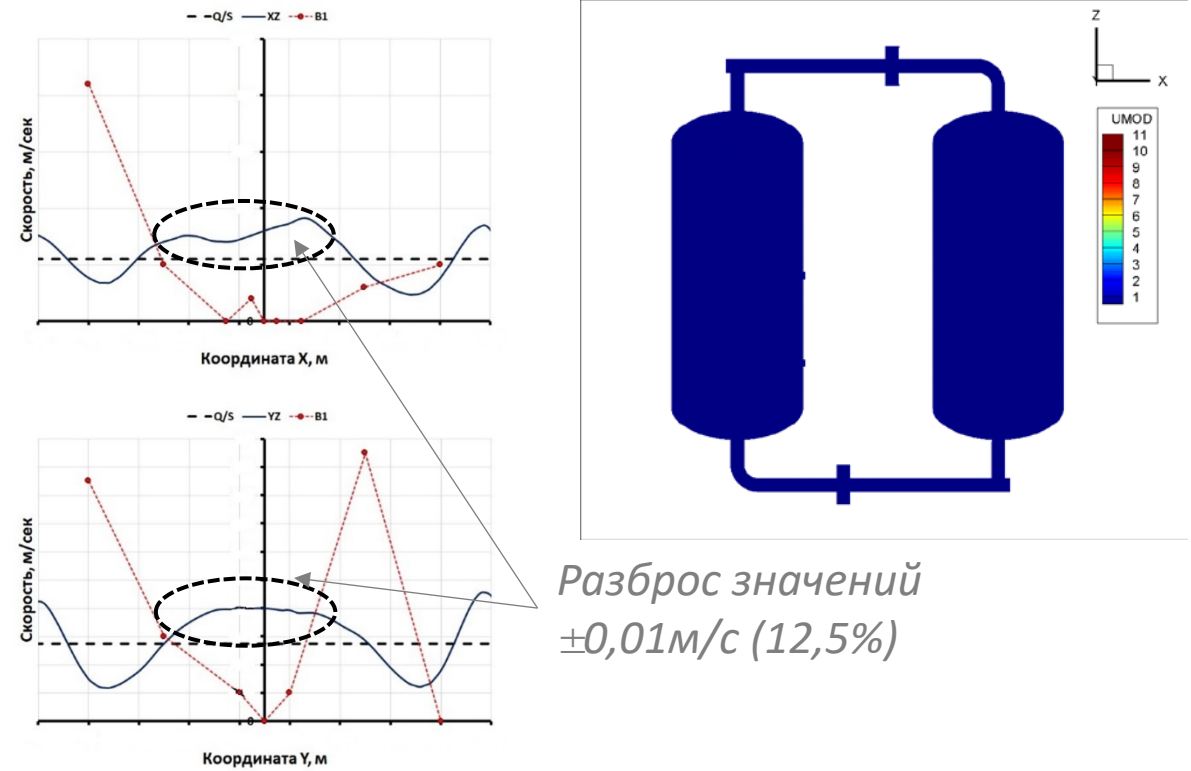 Q/S XZ B1
Скорость, м/сек
0
Координата X, м
Q/S YZ B1
Скорость, м/сек
0
Координата Y, м
Z
X
UMOD
11
10
9
8
7
6
5
4
3
2
1
Разброс значений
±0,01м/с (12,5%)